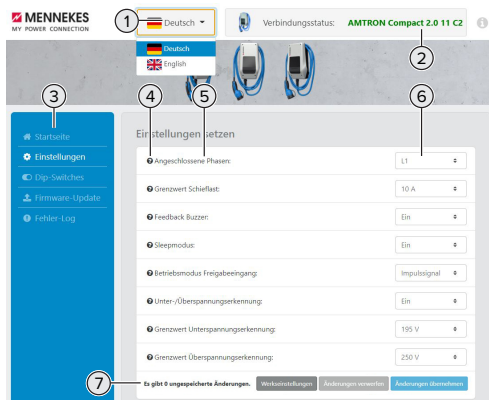 MENNEKES
MY POWER CONNECTION
1
Deutsch
Verbindungsstatus: AMTRON Compact 2.0 11 C2
Deutsch
English
2
3
4
5
6
Startseite
Einstellungen
Dip-Switches
Firmware-Update
Fehler-Log
Einstellungen setzen
Angeschlossene Phasen: L1
Grenzwert Schieflast: 10 A
Feedback Buzzer: Ein
Sleepmodus: Ein
Betriebsmodus Freigabeeingang: Impulssignal
Unter-/Überspannungserkennung: Ein
Grenzwert Unterspannungserkennung: 195 V
Grenzwert Überspannungserkennung: 250 V
7
Es gibt 0 ungespeicherte Änderungen. Werkseinstellungen Änderungen verwerfen Änderungen übernehmen